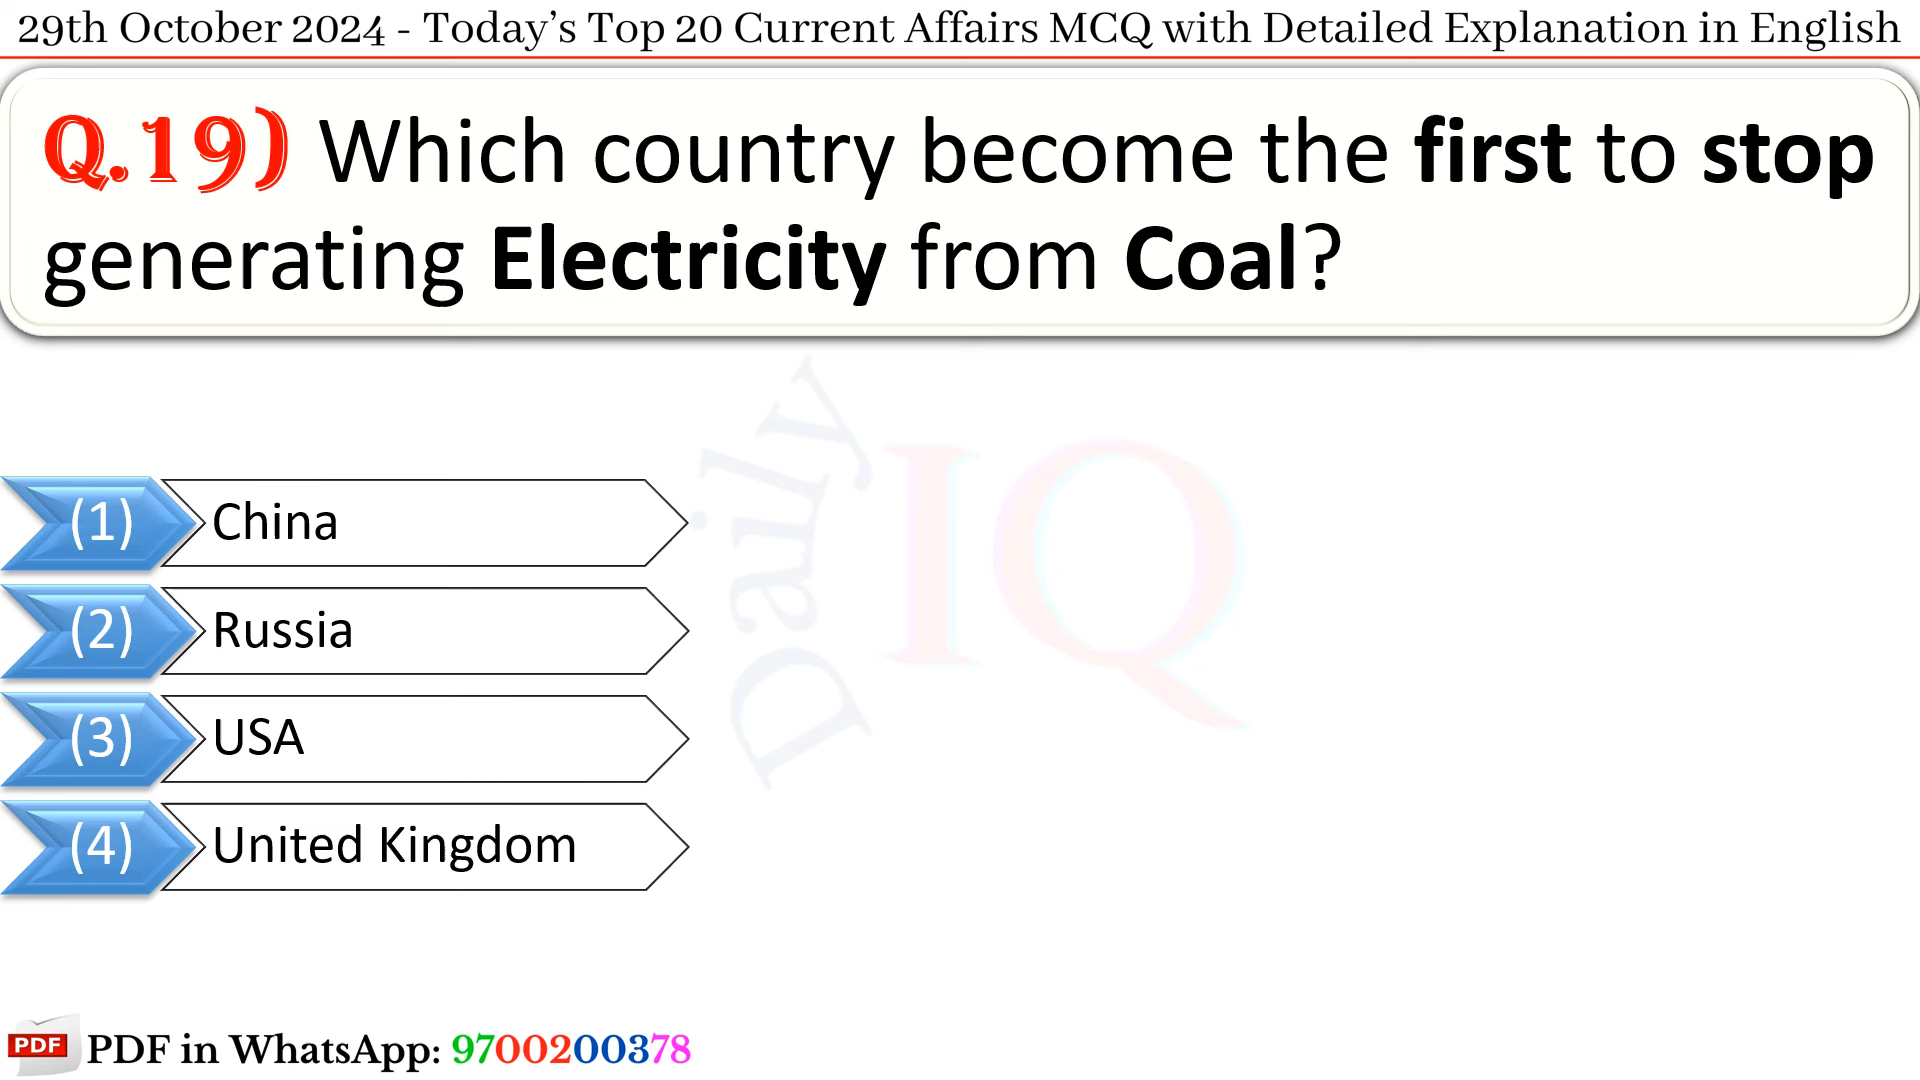 29th October 2024 - Today’s Top 20 Current Affairs MCQ with Detailed Explanation in English
Q.19) Which country become the first to stop
generating Electricity from Coal?
Daily
IQ
(1) China
(2) Russia
(3) USA
(4) United Kingdom
PDF PDF in WhatsApp: 9700200378